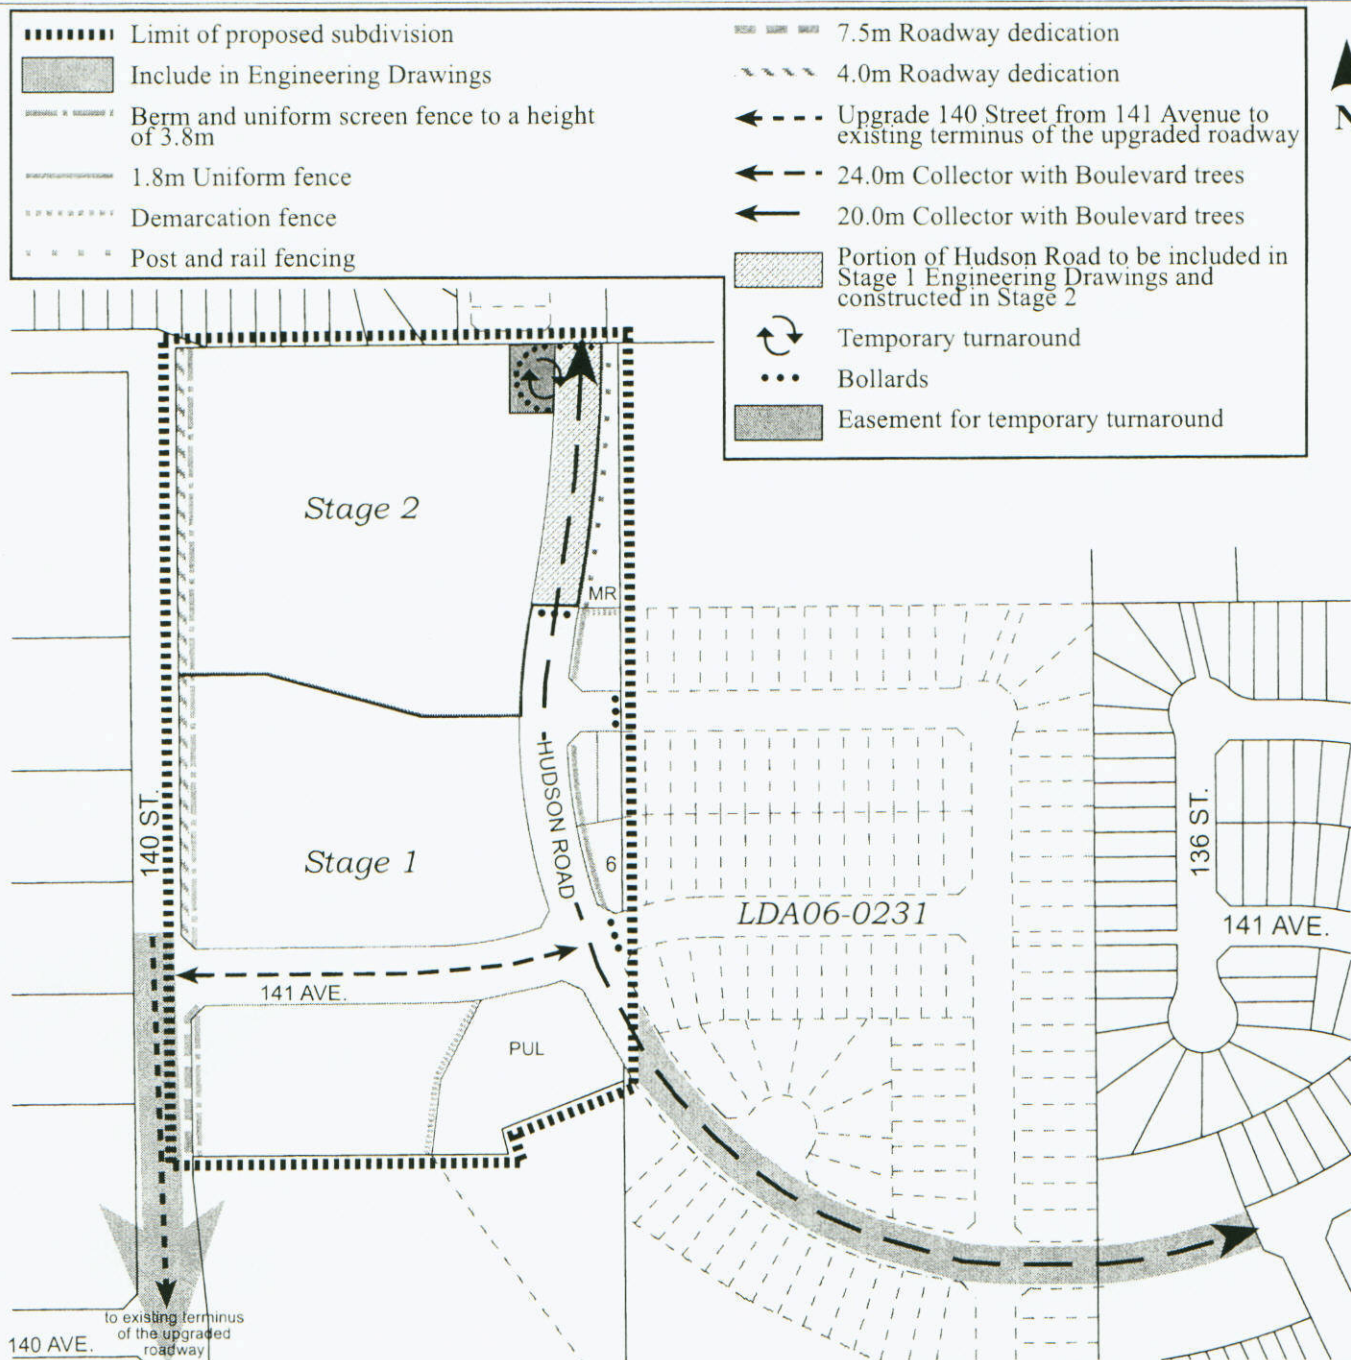 Limit of proposed subdivision
Include in Engineering Drawings
Berm and uniform screen fence to a height
of 3.8m
1.8m Uniform fence
Demarcation fence
Post and rail fencing
7.5m Roadway dedication
4.0m Roadway dedication
Upgrade 140 Street from 141 Avenue to
existing terminus of the upgraded roadway
24.0m Collector with Boulevard trees
20.0m Collector with Boulevard trees
Portion of Hudson Road to be included in
Stage 1 Engineering Drawings and
constructed in Stage 2
Temporary turnaround
Bollards
Easement for temporary turnaround
N
Stage 2
MR
HUDSON ROAD
140 ST.
Stage 1
6
136 ST.
LDA06-0231
141 AVE.
141 AVE.
PUL
to existing terminus
of the upgraded
roadway
140 AVE.